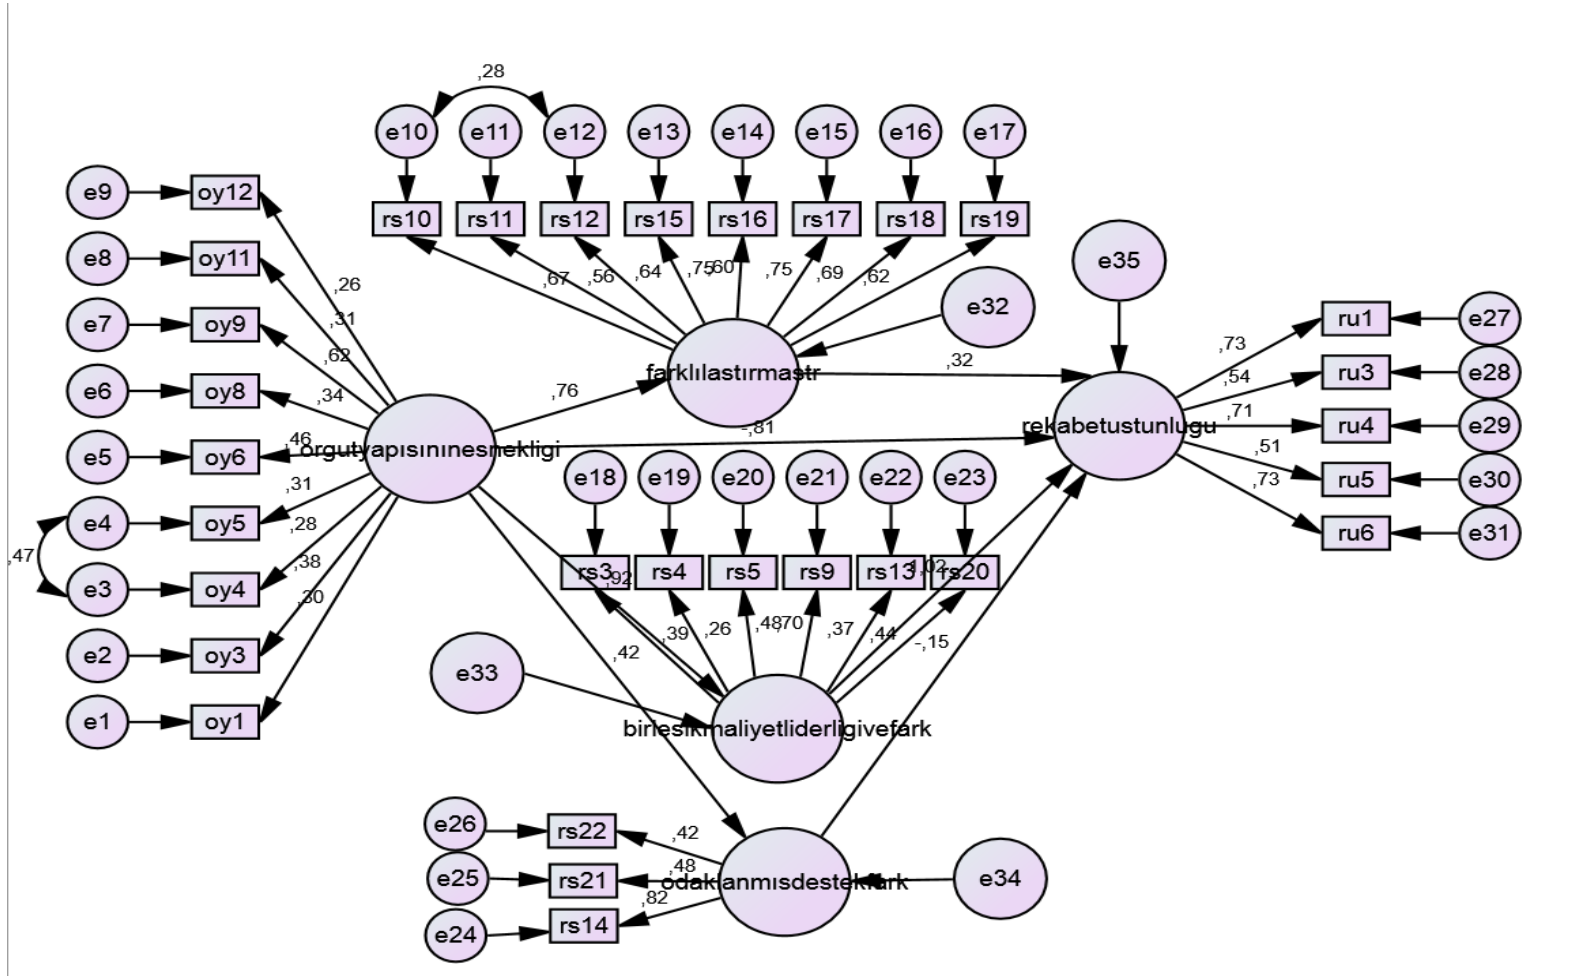 ,28
e10 e11 e12 e13 e14 e15 e16 e17
rs10 rs11 rs12 rs15 rs16 rs17 rs18 rs19
,67 ,56 ,64 ,75 ,60 ,75 ,69 ,62
e9 oy12
e8 oy11
e7 oy9
e6 oy8
e5 oy6
e4 oy5
e3 oy4
e2 oy3
e1 oy1
,47
,26
,31
,62
,34
,46
,31
,28
,38
,30
örgutyapısınınesnekligi
,76
farklılastırmastr
e32
,32
-,81
e35
rekabetustunlugu
,73
,54
,71
,51
,73
ru1 e27
ru3 e28
ru4 e29
ru5 e30
ru6 e31
e18 e19 e20 e21 e22 e23
rs3 rs4 rs5 rs9 rs13 rs20
,92
1,02
,39 ,26 ,48 ,70 ,37 ,44
-,15
,42
e33
birlesikmaliyetliderligivefark
e26 rs22
e25 rs21
e24 rs14
,42
,48
,82
odaklanmısdestekfark
e34